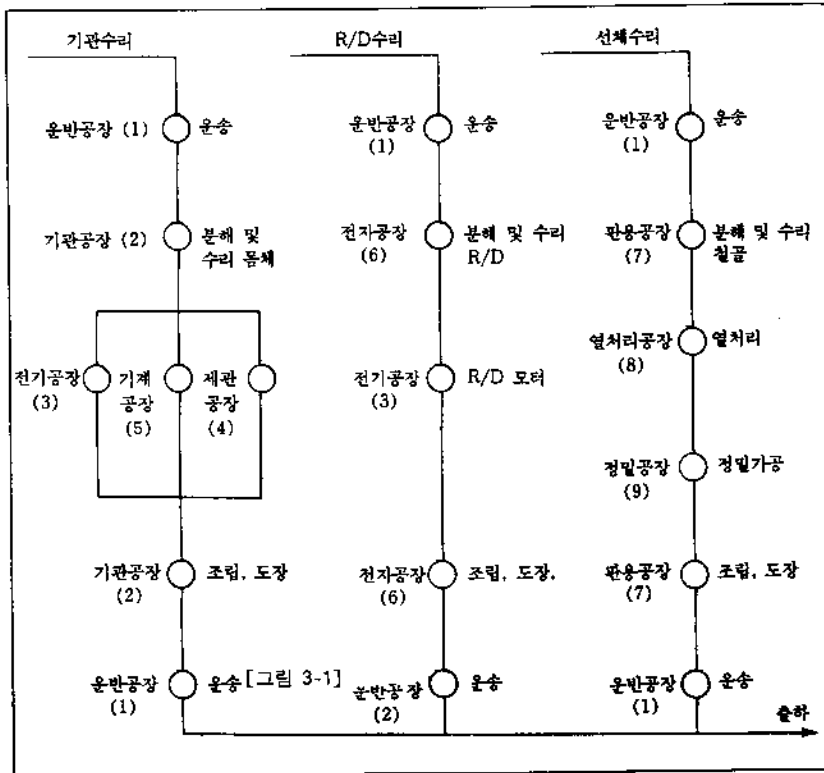 기관수리
운반공장 (1)
운송
기관공장 (2)
분해 및
수리 몸체
전기공장
(3)
기계
공장
(5)
제관
공장
(4)
기관공장
(2)
조립, 도장
운반공장
(1)
운송
[그림 3-1]
R/D수리
운반공장
(1)
운송
전자공장
(6)
분해 및 수리
R/D
전기공장
(3)
R/D 모터
전자공장
(6)
조립, 도장.
운반공장
(2)
운송
선체수리
운반공장
(1)
운송
판용공장
(7)
분해 및 수리
철골
열처리공장
(8)
열처리
정밀공장
(9)
정밀가공
판용공장
(7)
조립, 도장
운반공장
(1)
운송
출하